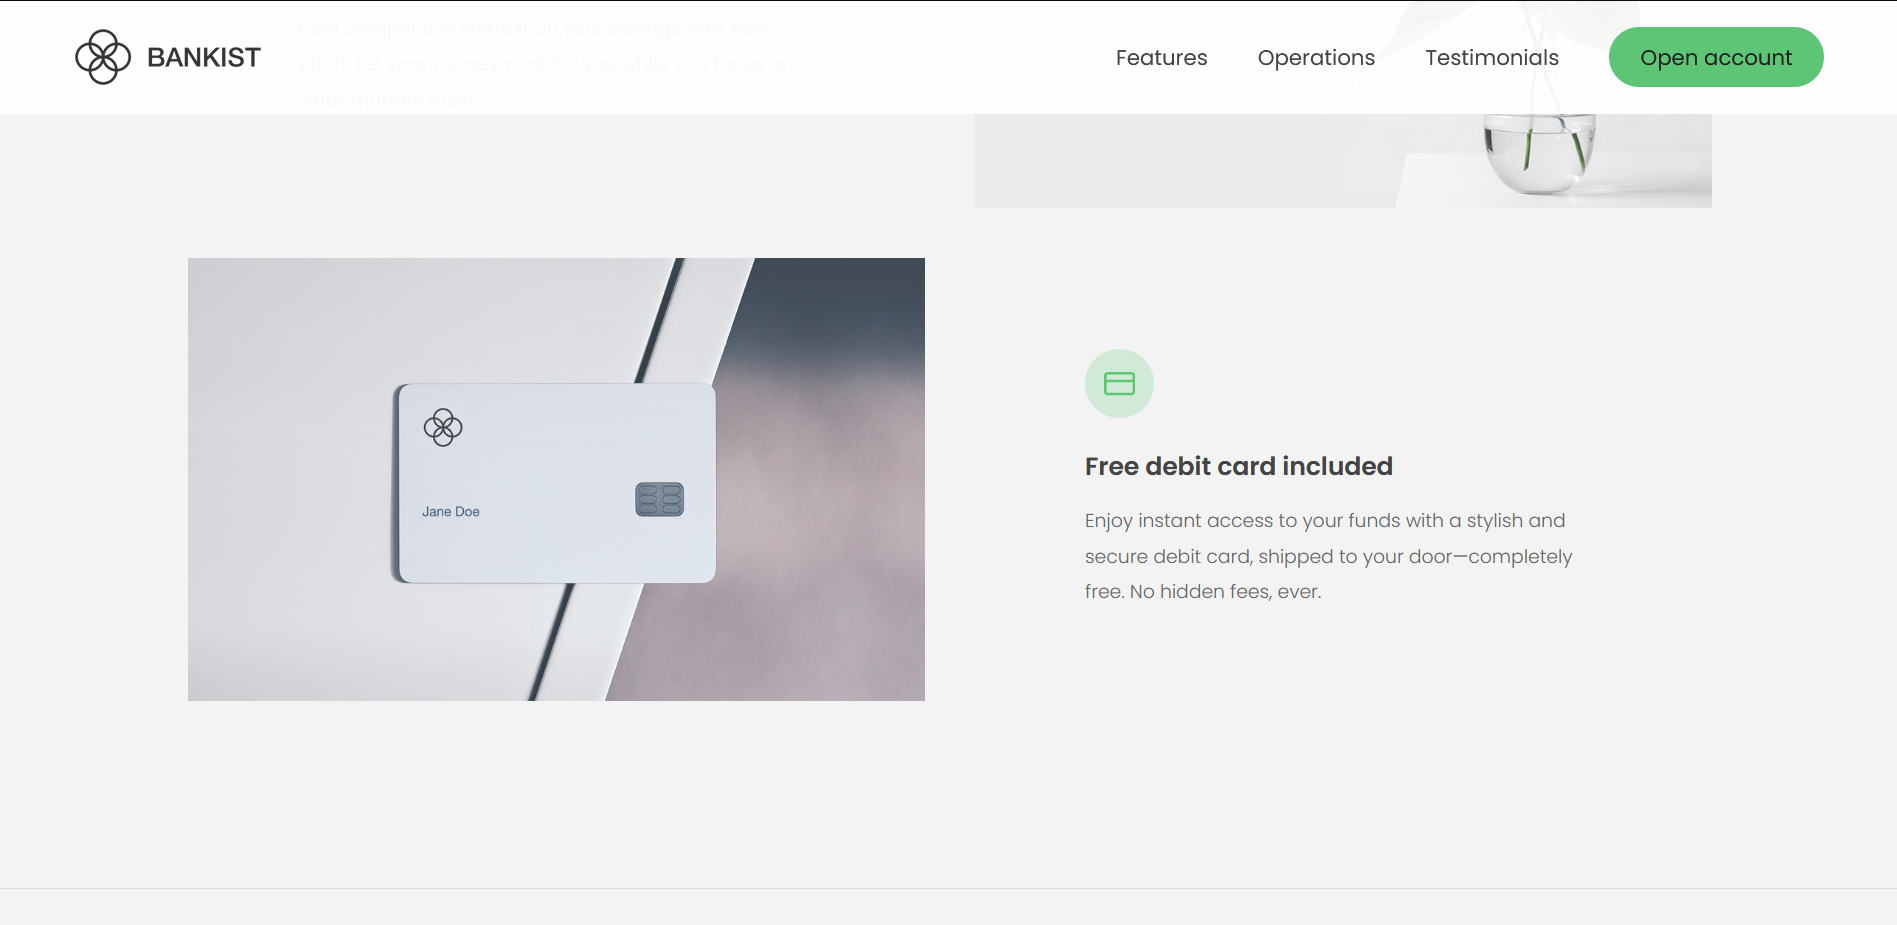 Earn competitive interest on your savings with zero
effort. Let your money work for you while you focus on
what matters most.
BANKIST
Features
Operations
Testimonials
Open account
Jane Doe
Free debit card included
Enjoy instant access to your funds with a stylish and
secure debit card, shipped to your door—completely
free. No hidden fees, ever.